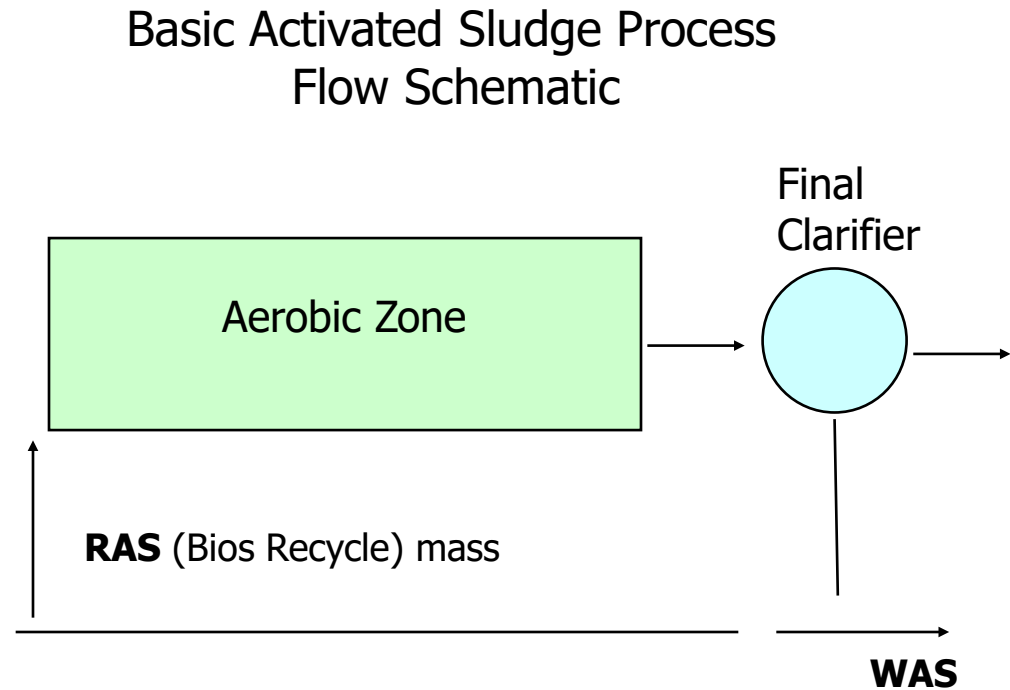 Basic Activated Sludge Process
Flow Schematic
Final
Clarifier
Aerobic Zone
RAS (Bios Recycle) mass
WAS